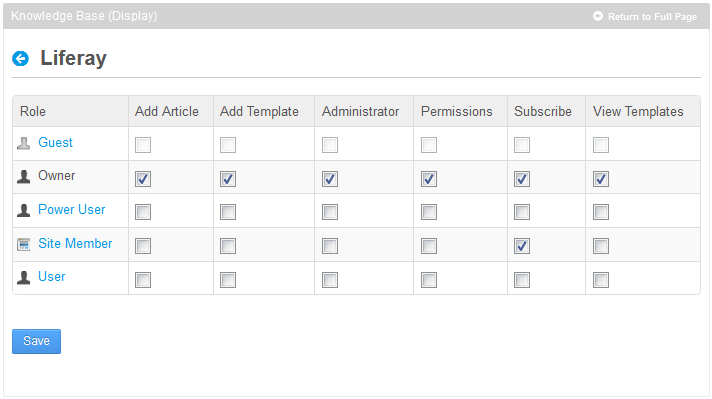 Knowledge Base (Display) Return to Full Page
Liferay
Role Add Article Add Template Administrator Permissions Subscribe View Templates
Guest
Owner
Power User
Site Member
User
Save